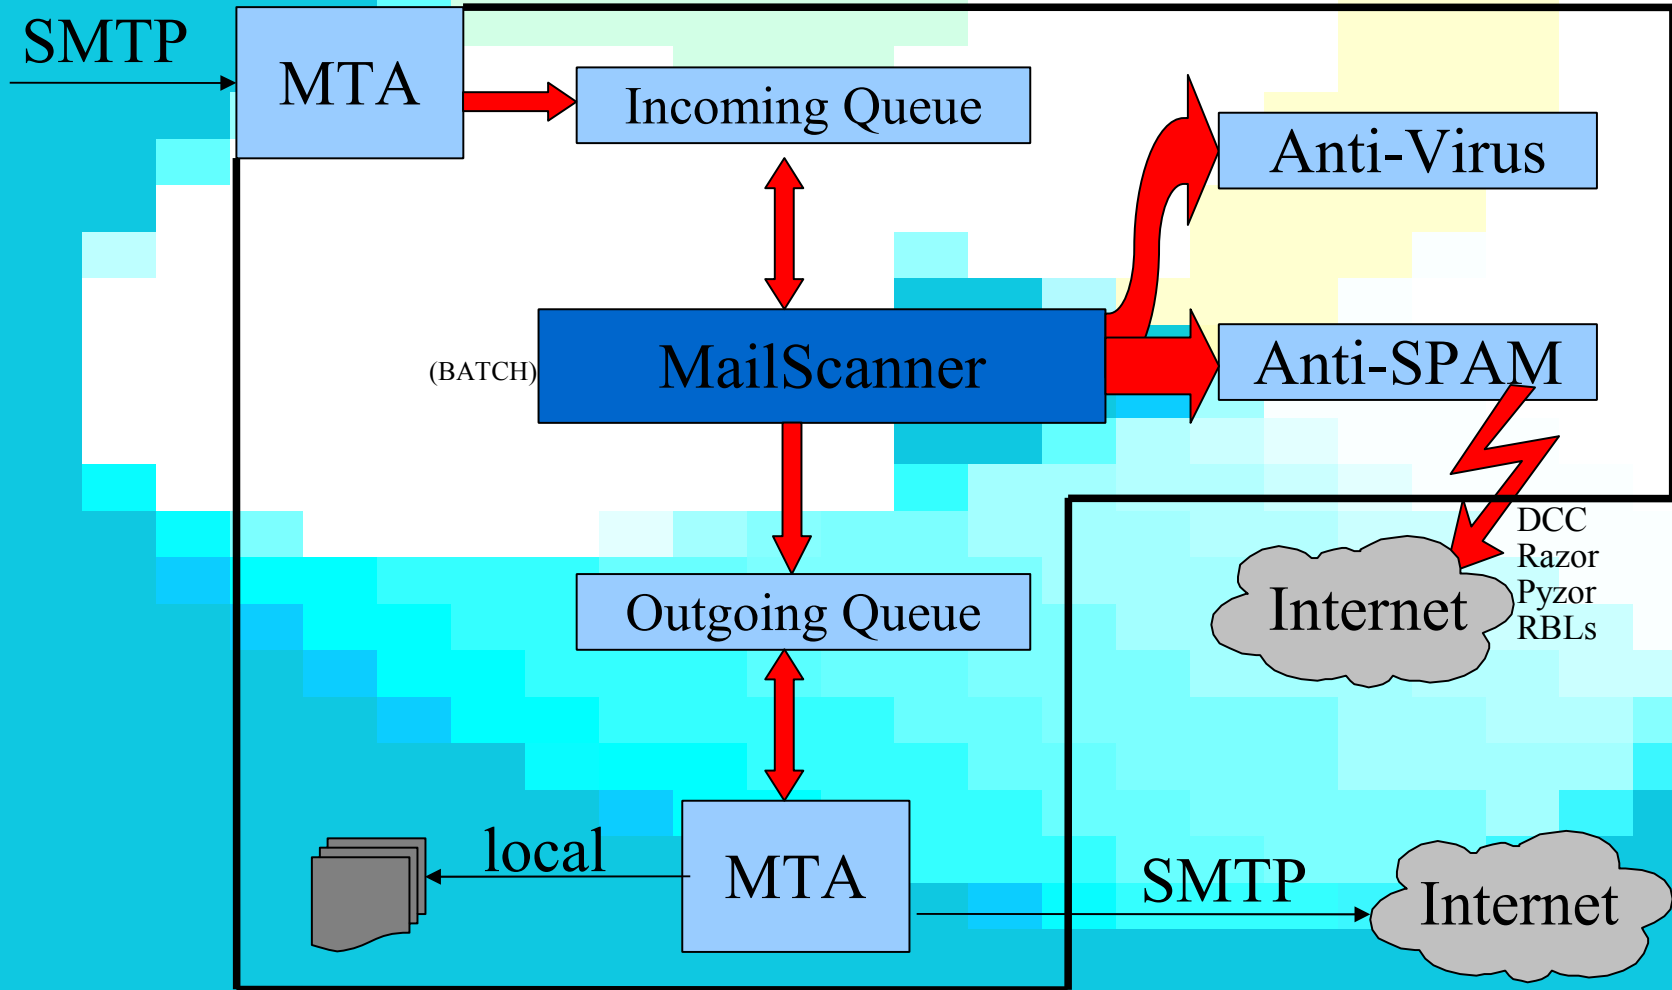 SMTP
MTA
Incoming Queue
Anti-Virus
(BATCH)
MailScanner
Anti-SPAM
DCC
Razor
Pyzor
RBLs
Internet
Outgoing Queue
local
MTA
SMTP
Internet